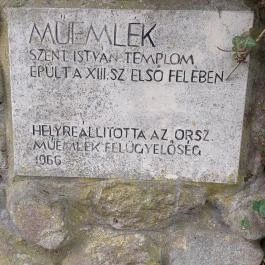 MŰEMLÉK
SZENT ISTVÁN TEMPLOM
ÉPÜLT A XIII.SZ ELSŐ FELÉBEN
HELYREÁLLÍTOTTA AZ ORSZ
MŰEMLÉK FELÜGYELŐSÉG
1966